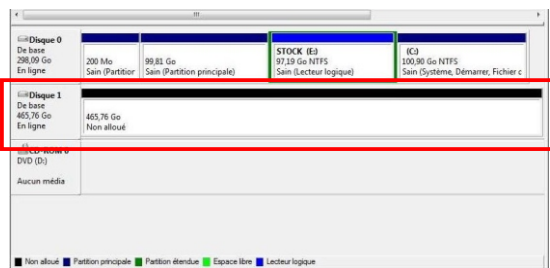 Disque 0
De base
298,09 Go
En ligne
200 Mo
Sain (Partition
99,81 Go
Sain (Partition principale)
STOCK (E:)
97,19 Go NTFS
Sain (Lecteur logique)
(C:)
100,90 Go NTFS
Sain (Système, Démarrer, Fichier c
Disque 1
De base
465,76 Go
En ligne
465,76 Go
Non alloué
CD-ROM 0
DVD (D:)
Aucun média
Non alloué Partition principale Partition étendue Espace libre Lecteur logique